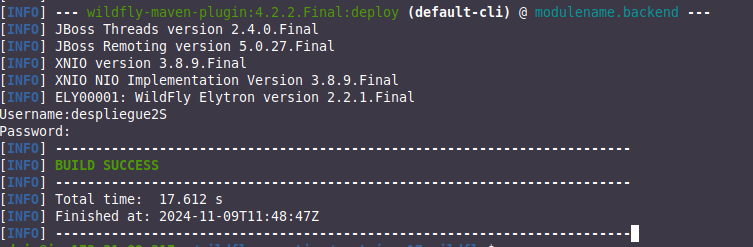 [INFO] --- wildfly-maven-plugin:4.2.2.Final:deploy (default-cli) @ modulename.backend ---
[INFO] JBoss Threads version 2.4.0.Final
[INFO] JBoss Remoting version 5.0.27.Final
[INFO] XNIO version 3.8.9.Final
[INFO] XNIO NIO Implementation Version 3.8.9.Final
[INFO] ELY00001: WildFly Elytron version 2.2.1.Final
Username:despliegue2S
Password:
[INFO] ------------------------------------------------------------------------
[INFO] BUILD SUCCESS
[INFO] ------------------------------------------------------------------------
[INFO] Total time:  17.612 s
[INFO] Finished at: 2024-11-09T11:48:47Z
[INFO] ------------------------------------------------------------------------